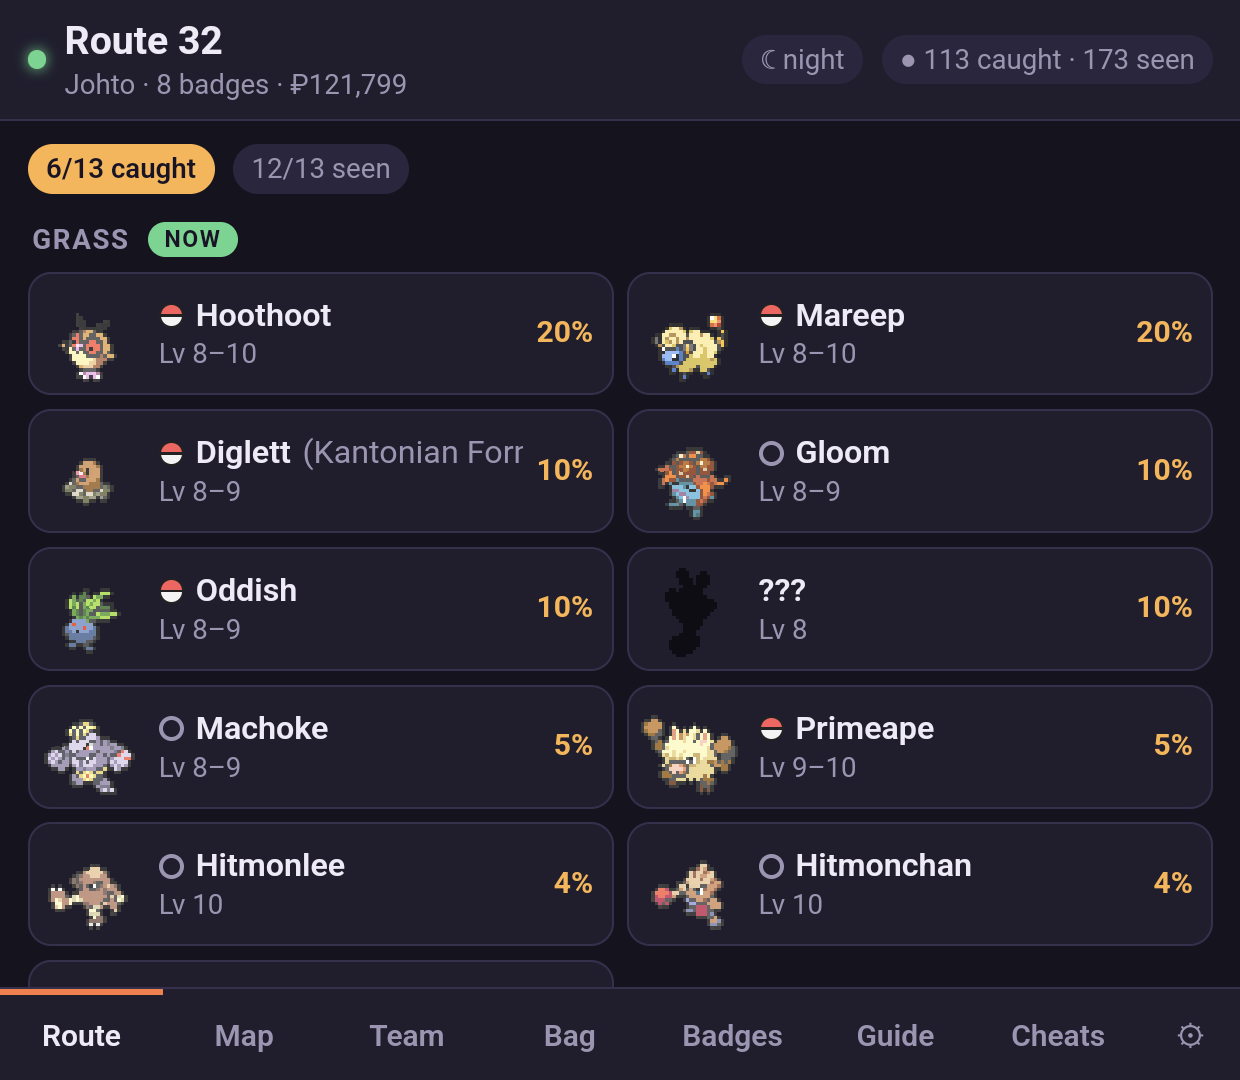 Route 32
Johto · 8 badges · ₽121,799
☾ night
● 113 caught · 173 seen
6/13 caught
12/13 seen
GRASS NOW
Hoothoot
Lv 8–10
20%
Mareep
Lv 8–10
20%
Diglett (Kantonian Forr
Lv 8–9
10%
Gloom
Lv 8–9
10%
Oddish
Lv 8–9
10%
???
Lv 8
10%
Machoke
Lv 8–9
5%
Primeape
Lv 9–10
5%
Hitmonlee
Lv 10
4%
Hitmonchan
Lv 10
4%
Route Map Team Bag Badges Guide Cheats